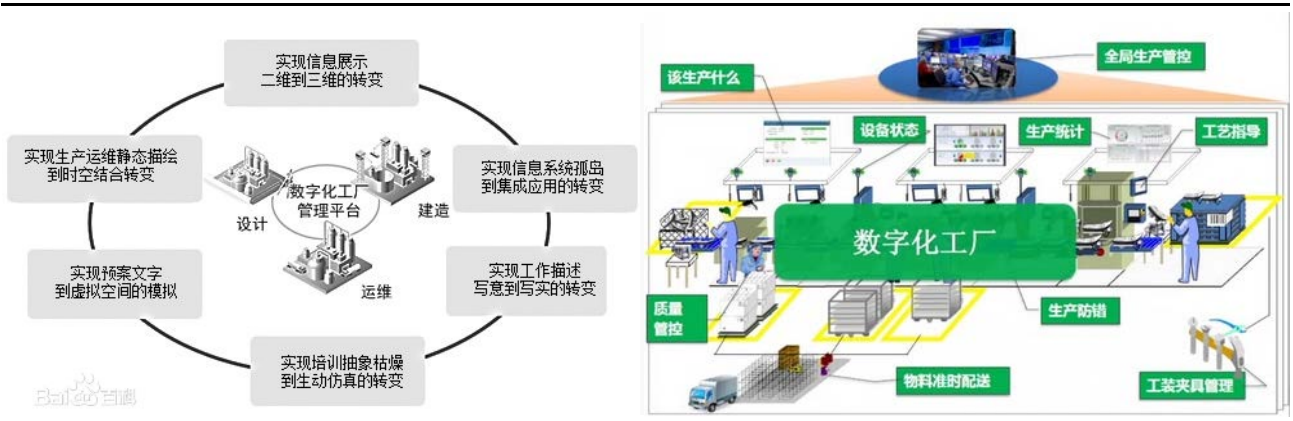 实现信息展示
二维到三维的转变
实现生产运维静态描绘
到时空结合转变
实现信息系统孤岛
到集成应用的转变
数字化工厂
管理平台
设计
建造
运维
实现预案文字
到虚拟空间的模拟
实现工作描述
写意到写实的转变
实现培训抽象枯燥
到生动仿真的转变
Bai百科
全局生产管控
该生产什么
设备状态
生产统计
工艺指导
数字化工厂
质量
管控
生产防错
物料准时配送
工装夹具管理